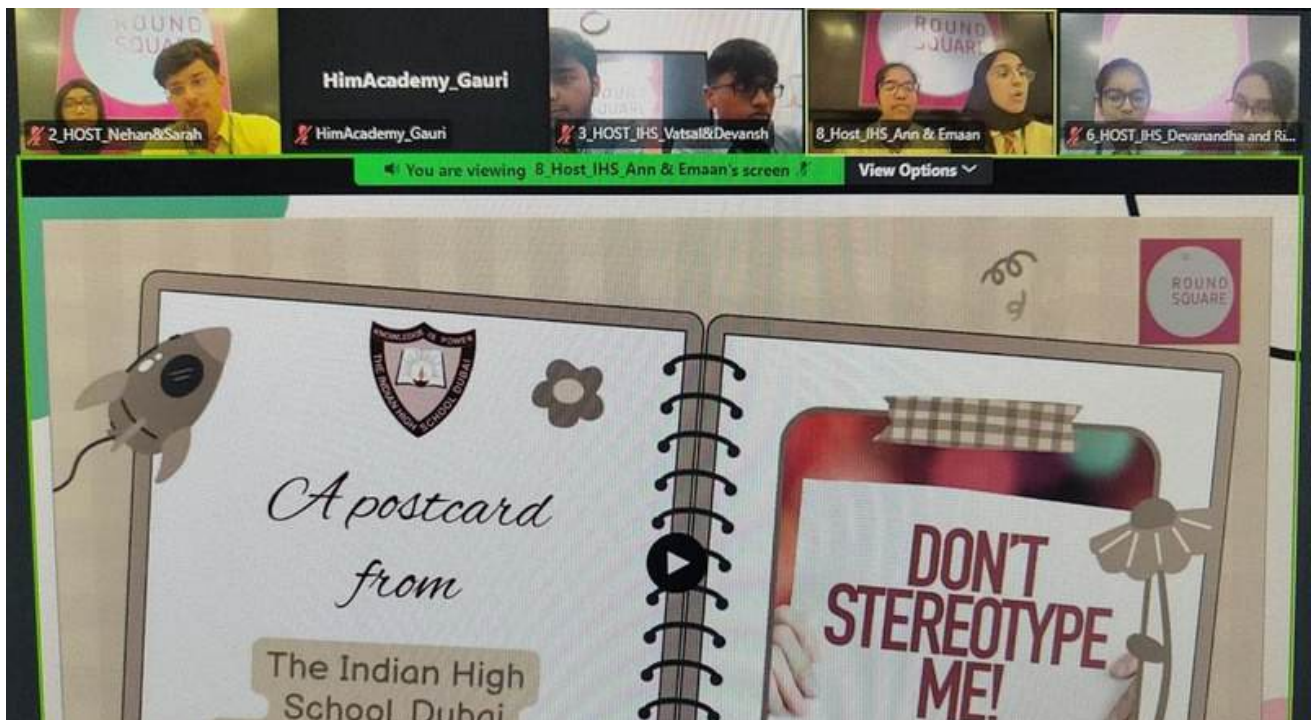 ROUND
SQUARE
2_HOST_Nehan&Sarah
HimAcademy_Gauri
HimAcademy_Gauri
3_HOST_IHS_Vatsal&Devansh
ROUND
SQUARE
8_Host_IHS_Ann & Emaan
6_HOST_IHS_Devanandha and Ri...
You are viewing 8_Host_IHS_Ann & Emaan's screen
View Options
ROUND
SQUARE
KNOWLEDGE IS POWER
THE INDIAN HIGH SCHOOL DUBAI
A postcard
from
The Indian High
School Dubai
DON'T
STEREOTYPE
ME!